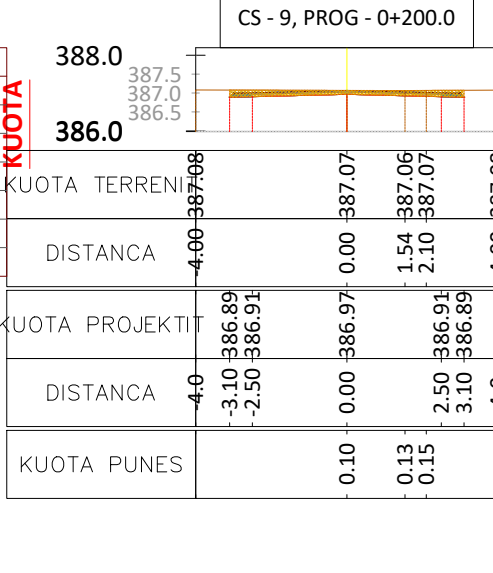 CS - 9, PROG - 0+200.0
388.0
387.5
387.0
386.5
386.0
KUOTA
KUOTA TERRENIT 387.08 387.07 387.06 387.07
DISTANCA -4.00 0.00 1.54 2.10
KUOTA PROJEKTIT 386.89 386.91 386.97 386.91 386.89
DISTANCA -4.0 -3.10 -2.50 0.00 2.50 3.10
KUOTA PUNES 0.10 0.13 0.15